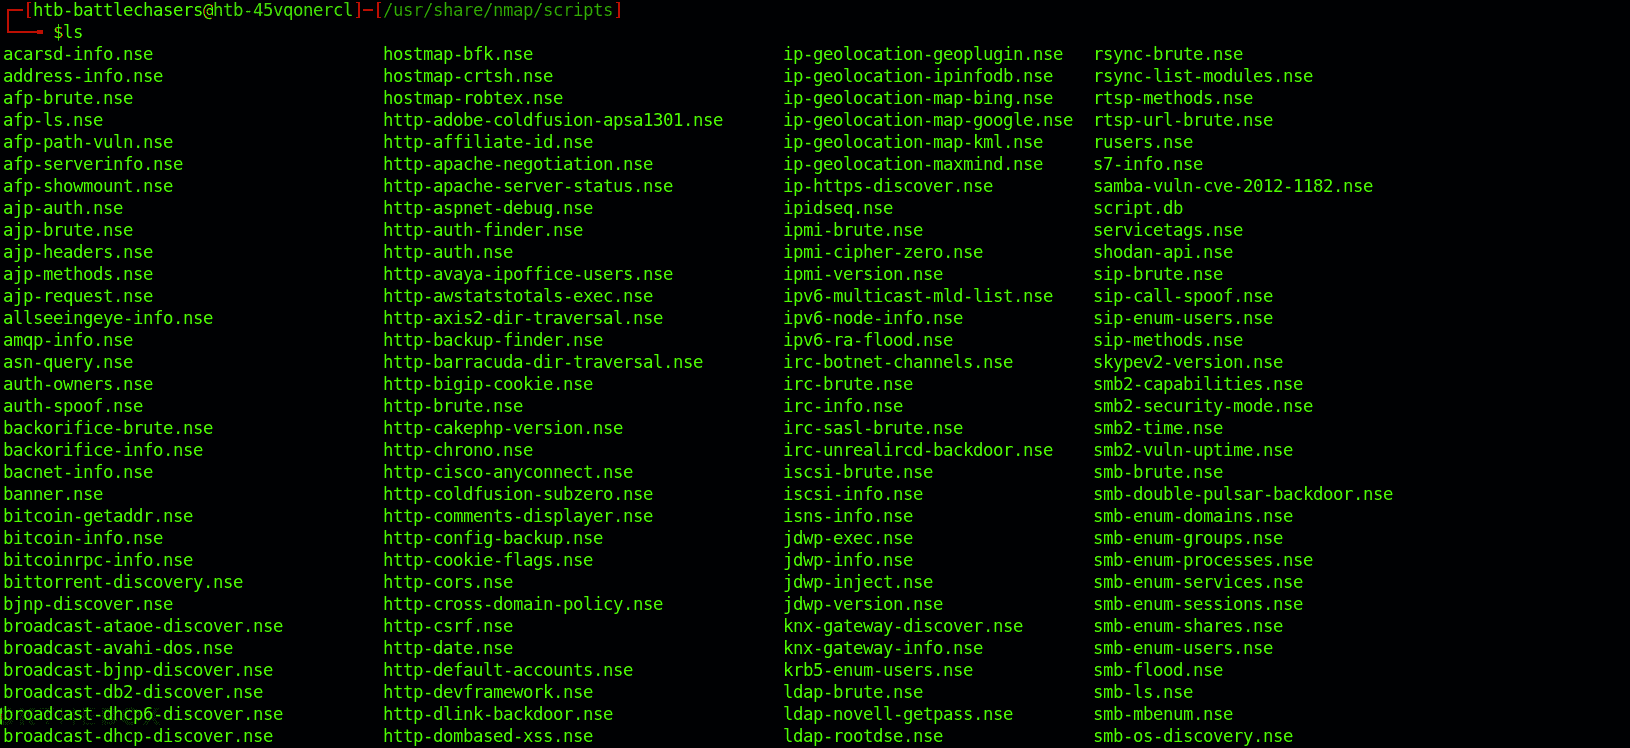 ┌─[htb-battlechasers@htb-45vqonercl]─[/usr/share/nmap/scripts]
└──╼ $ls
acarsd-info.nse hostmap-bfk.nse ip-geolocation-geoplugin.nse rsync-brute.nse
address-info.nse hostmap-crtsh.nse ip-geolocation-ipinfodb.nse rsync-list-modules.nse
afp-brute.nse hostmap-robtex.nse ip-geolocation-map-bing.nse rtsp-methods.nse
afp-ls.nse http-adobe-coldfusion-apsa1301.nse ip-geolocation-map-google.nse rtsp-url-brute.nse
afp-path-vuln.nse http-affiliate-id.nse ip-geolocation-map-kml.nse rusers.nse
afp-serverinfo.nse http-apache-negotiation.nse ip-geolocation-maxmind.nse s7-info.nse
afp-showmount.nse http-apache-server-status.nse ip-https-discover.nse samba-vuln-cve-2012-1182.nse
ajp-auth.nse http-aspnet-debug.nse ipidseq.nse script.db
ajp-brute.nse http-auth-finder.nse ipmi-brute.nse servicetags.nse
ajp-headers.nse http-auth.nse ipmi-cipher-zero.nse shodan-api.nse
ajp-methods.nse http-avaya-ipoffice-users.nse ipmi-version.nse sip-brute.nse
ajp-request.nse http-awstatstotals-exec.nse ipv6-multicast-mld-list.nse sip-call-spoof.nse
allseeingeye-info.nse http-axis2-dir-traversal.nse ipv6-node-info.nse sip-enum-users.nse
amqp-info.nse http-backup-finder.nse ipv6-ra-flood.nse sip-methods.nse
asn-query.nse http-barracuda-dir-traversal.nse irc-botnet-channels.nse skypev2-version.nse
auth-owners.nse http-bigip-cookie.nse irc-brute.nse smb2-capabilities.nse
auth-spoof.nse http-brute.nse irc-info.nse smb2-security-mode.nse
backorifice-brute.nse http-cakephp-version.nse irc-sasl-brute.nse smb2-time.nse
backorifice-info.nse http-chrono.nse irc-unrealircd-backdoor.nse smb2-vuln-uptime.nse
bacnet-info.nse http-cisco-anyconnect.nse iscsi-brute.nse smb-brute.nse
banner.nse http-coldfusion-subzero.nse iscsi-info.nse smb-double-pulsar-backdoor.nse
bitcoin-getaddr.nse http-comments-displayer.nse isns-info.nse smb-enum-domains.nse
bitcoin-info.nse http-config-backup.nse jdwp-exec.nse smb-enum-groups.nse
bitcoinrpc-info.nse http-cookie-flags.nse jdwp-info.nse smb-enum-processes.nse
bittorrent-discovery.nse http-cors.nse jdwp-inject.nse smb-enum-services.nse
bjnp-discover.nse http-cross-domain-policy.nse jdwp-version.nse smb-enum-sessions.nse
broadcast-ataoe-discover.nse http-csrf.nse knx-gateway-discover.nse smb-enum-shares.nse
broadcast-avahi-dos.nse http-date.nse knx-gateway-info.nse smb-enum-users.nse
broadcast-bjnp-discover.nse http-default-accounts.nse krb5-enum-users.nse smb-flood.nse
broadcast-db2-discover.nse http-devframework.nse ldap-brute.nse smb-ls.nse
broadcast-dhcp6-discover.nse http-dlink-backdoor.nse ldap-novell-getpass.nse smb-mbenum.nse
broadcast-dhcp-discover.nse http-dombased-xss.nse ldap-rootdse.nse smb-os-discovery.nse